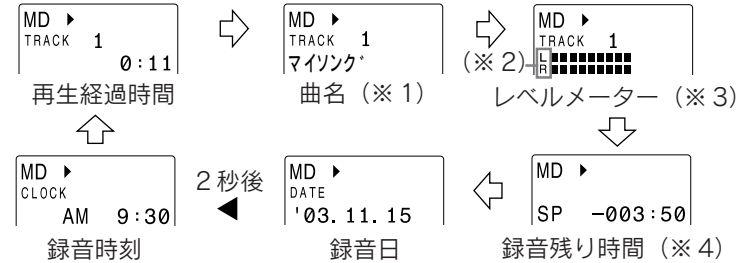 MD ▶
TRACK 1
0:11
再生経過時間
MD ▶
TRACK 1
マイソング
曲名（※1）
MD ▶
TRACK 1
（※2）
L
R
レベルメーター（※3）
MD ▶
SP -003:50
録音残り時間（※4）
MD ▶
DATE
'03.11.15
録音日
2秒後
MD ▶
CLOCK
AM 9:30
録音時刻